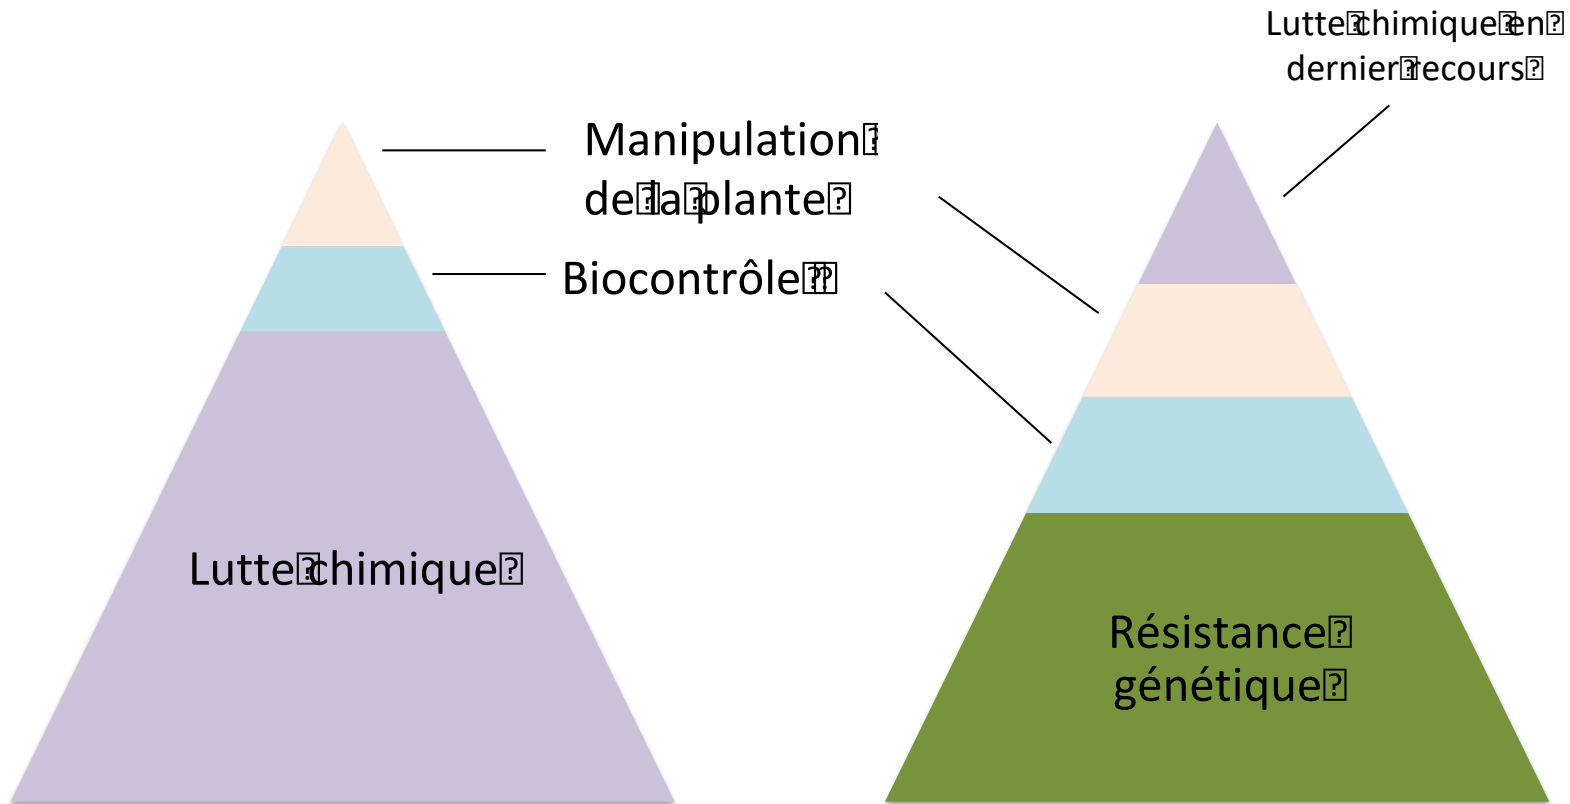 Lutte chimique en
dernier recours
Manipulation
de la plante
Biocontrôle
Lutte chimique
Résistance
génétique